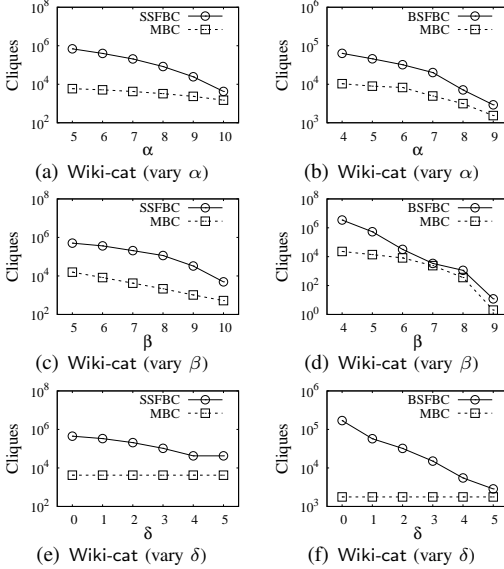 SSFBC
MBC
Cliques
10^8
10^6
10^4
10^2
5 6 7 8 9 10
α
(a) Wiki-cat (vary α)
BSFBC
MBC
Cliques
10^6
10^5
10^4
10^3
4 5 6 7 8 9
α
(b) Wiki-cat (vary α)
SSFBC
MBC
Cliques
10^8
10^6
10^4
10^2
5 6 7 8 9 10
β
(c) Wiki-cat (vary β)
BSFBC
MBC
Cliques
10^8
10^6
10^4
10^2
10^0
4 5 6 7 8 9
β
(d) Wiki-cat (vary β)
SSFBC
MBC
Cliques
10^8
10^6
10^4
10^2
0 1 2 3 4 5
δ
(e) Wiki-cat (vary δ)
BSFBC
MBC
Cliques
10^6
10^5
10^4
10^3
0 1 2 3 4 5
δ
(f) Wiki-cat (vary δ)